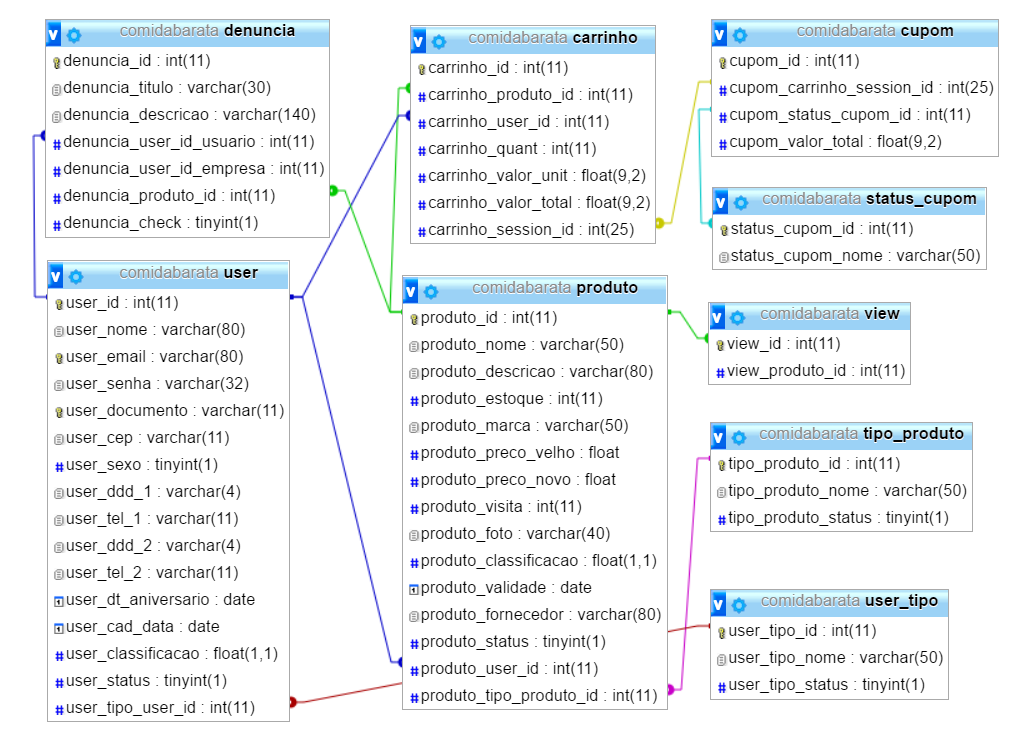 comidabarata denuncia
denuncia_id : int(11)
denuncia_titulo : varchar(30)
denuncia_descricao : varchar(140)
denuncia_user_id_usuario : int(11)
denuncia_user_id_empresa : int(11)
denuncia_produto_id : int(11)
denuncia_check : tinyint(1)
comidabarata carrinho
carrinho_id : int(11)
carrinho_produto_id : int(11)
carrinho_user_id : int(11)
carrinho_quant : int(11)
carrinho_valor_unit : float(9,2)
carrinho_valor_total : float(9,2)
carrinho_session_id : int(25)
comidabarata cupom
cupom_id : int(11)
cupom_carrinho_session_id : int(25)
cupom_status_cupom_id : int(11)
cupom_valor_total : float(9,2)
comidabarata status_cupom
status_cupom_id : int(11)
status_cupom_nome : varchar(50)
comidabarata user
user_id : int(11)
user_nome : varchar(80)
user_email : varchar(80)
user_senha : varchar(32)
user_documento : varchar(11)
user_cep : varchar(11)
user_sexo : tinyint(1)
user_ddd_1 : varchar(4)
user_tel_1 : varchar(11)
user_ddd_2 : varchar(4)
user_tel_2 : varchar(11)
user_dt_aniversario : date
user_cad_data : date
user_classificacao : float(1,1)
user_status : tinyint(1)
user_tipo_user_id : int(11)
comidabarata produto
produto_id : int(11)
produto_nome : varchar(50)
produto_descricao : varchar(80)
produto_estoque : int(11)
produto_marca : varchar(50)
produto_preco_velho : float
produto_preco_novo : float
produto_visita : int(11)
produto_foto : varchar(40)
produto_classificacao : float(1,1)
produto_validade : date
produto_fornecedor : varchar(80)
produto_status : tinyint(1)
produto_user_id : int(11)
produto_tipo_produto_id : int(11)
comidabarata view
view_id : int(11)
view_produto_id : int(11)
comidabarata tipo_produto
tipo_produto_id : int(11)
tipo_produto_nome : varchar(50)
tipo_produto_status : tinyint(1)
comidabarata user_tipo
user_tipo_id : int(11)
user_tipo_nome : varchar(50)
user_tipo_status : tinyint(1)